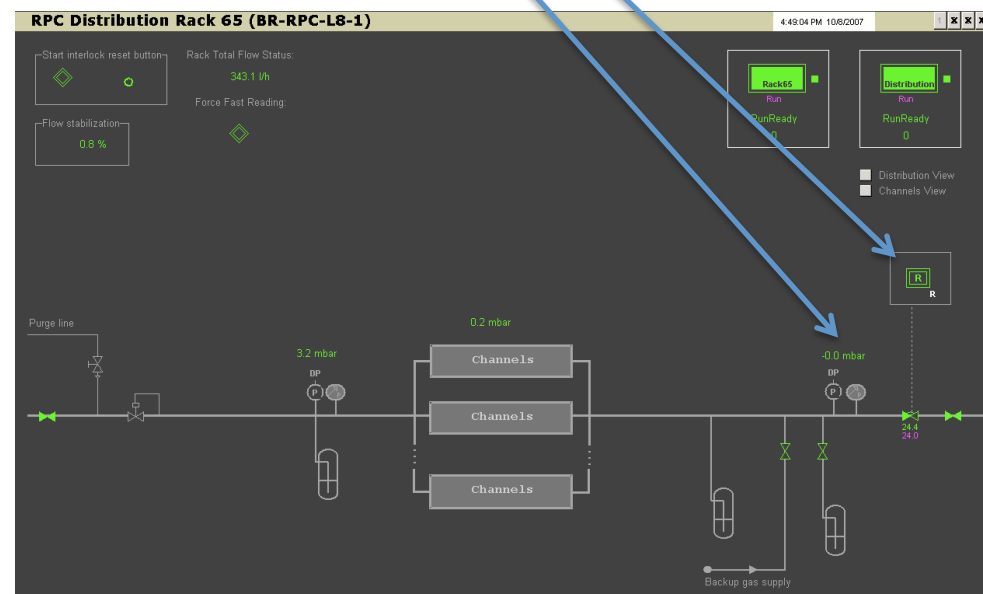 RPC Distribution Rack 65 (BR-RPC-L8-1)
4:49:04 PM 10/8/2007
1 X X X
Start interlock reset button
Rack Total Flow Status:
343.1 l/h
Force Fast Reading:
Flow stabilization
0.8 %
Rack65
Run
RunReady
0
Distribution
Run
RunReady
0
Distribution View
Channels View
R
R
Purge line
3.2 mbar
DP
P
0.2 mbar
Channels
Channels
Channels
-0.0 mbar
DP
P
24.4
24.0
Backup gas supply